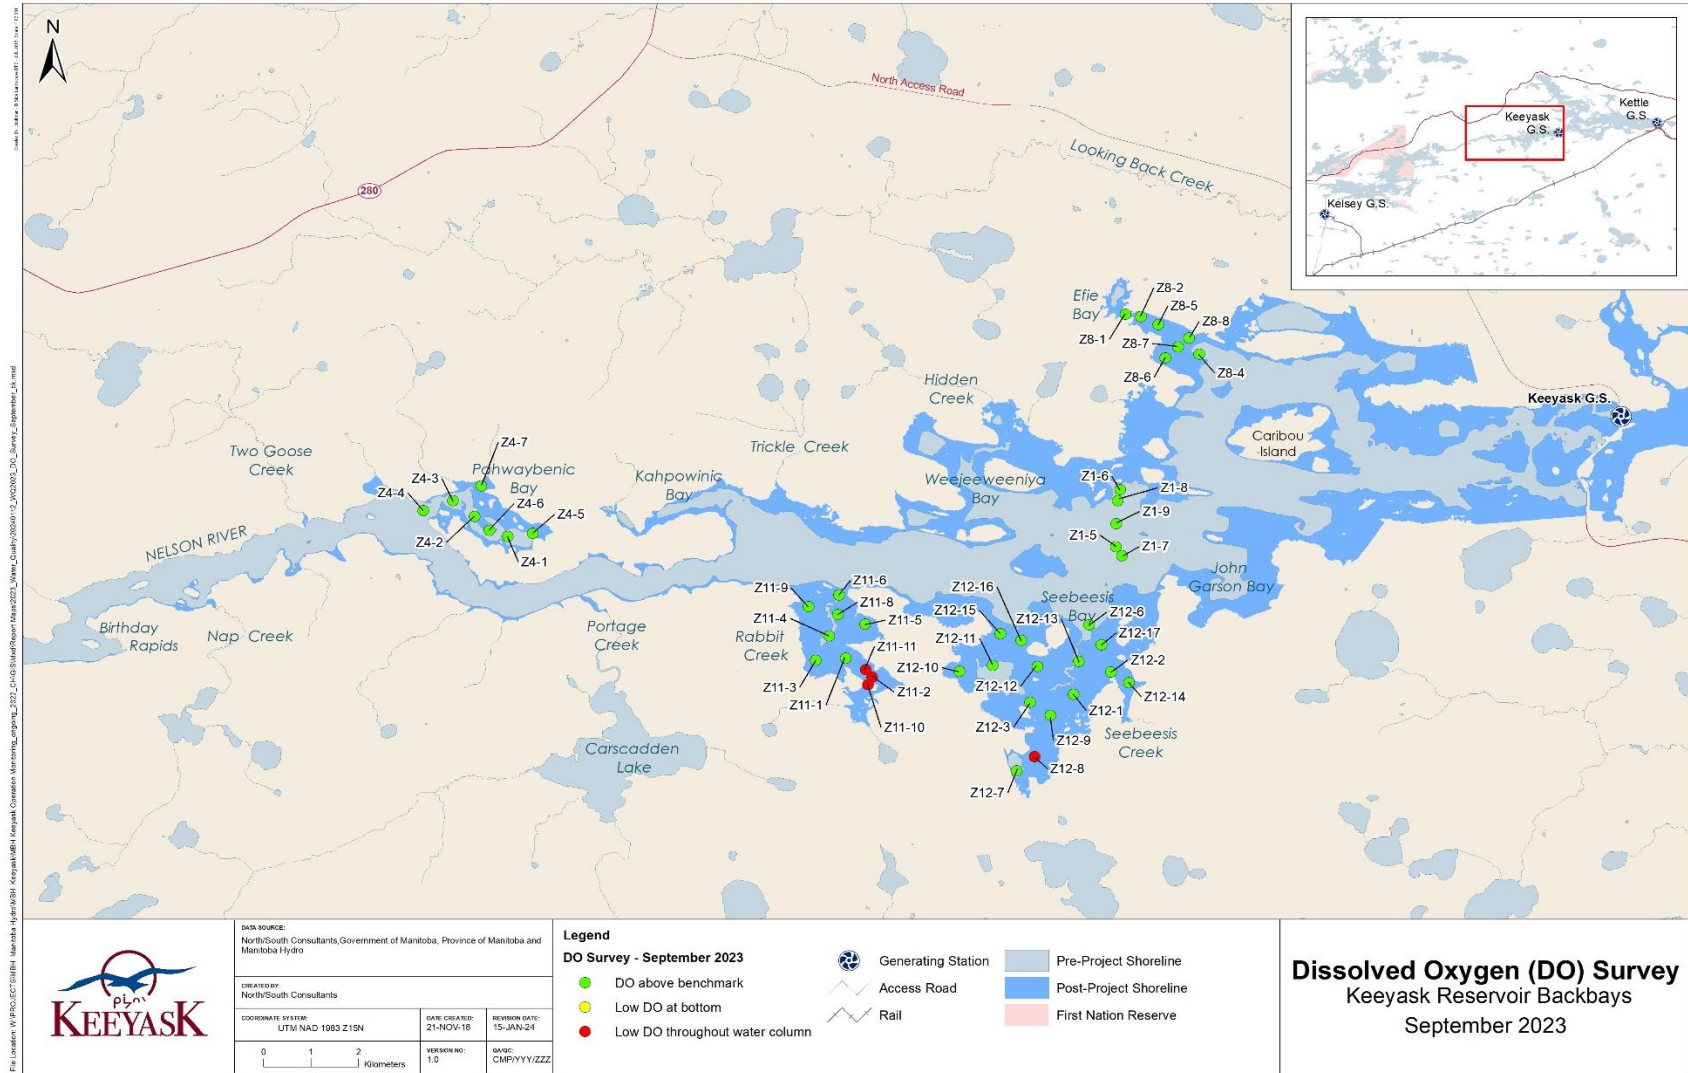 N
North Access Road
280
Looking Back Creek
Keeyask
G.S.
Kettle
G.S.
Kelsey G.S.
Efie
Bay
Z8-2
Z8-5
Z8-8
Z8-1
Z8-7
Z8-6
Z8-4
Keeyask G.S.
Hidden
Creek
Caribou
Island
Two Goose
Creek
Z4-7
Pahwaybenic
Bay
Z4-3
Z4-4
Z4-6
Z4-5
Z4-2
Z4-1
Trickle Creek
Kahpowinic
Bay
Weejeeweeniya
Bay
Z1-6
Z1-8
Z1-9
Z1-5
Z1-7
NELSON RIVER
John
Garson Bay
Birthday
Rapids
Nap Creek
Portage
Creek
Rabbit
Creek
Z11-9
Z11-6
Z11-8
Z11-4
Z11-5
Z11-11
Z11-3
Z11-2
Z11-1
Z11-10
Z12-16
Seebeesis
Bay
Z12-15
Z12-13
Z12-6
Z12-17
Z12-11
Z12-10
Z12-2
Z12-12
Z12-14
Z12-3
Z12-1
Z12-9
Z12-8
Z12-7
Seebeesis
Creek
Carscadden
Lake
KEEYASK
DATA SOURCE:
North/South Consultants,Government of Manitoba, Province of Manitoba and
Manitoba Hydro
CREATED BY:
North/South Consultants
COORDINATE SYSTEM:
UTM NAD 1983 Z15N
DATE CREATED:
21-NOV-16
REVISION DATE:
15-JAN-24
0 1 2
Kilometers
VERSION NO:
1.0
QA/QC:
CMP/YYY/ZZZ
Legend
DO Survey - September 2023
DO above benchmark
Low DO at bottom
Low DO throughout water column
Generating Station
Access Road
Rail
Pre-Project Shoreline
Post-Project Shoreline
First Nation Reserve
Dissolved Oxygen (DO) Survey
Keeyask Reservoir Backbays
September 2023